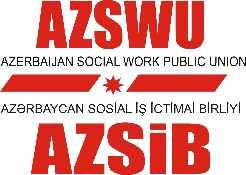 AZSWU
AZERBAIJAN SOCIAL WORK PUBLIC UNION
AZƏRBAYCAN SOSİAL İŞ İCTİMAİ BİRLİYİ
AZSİB